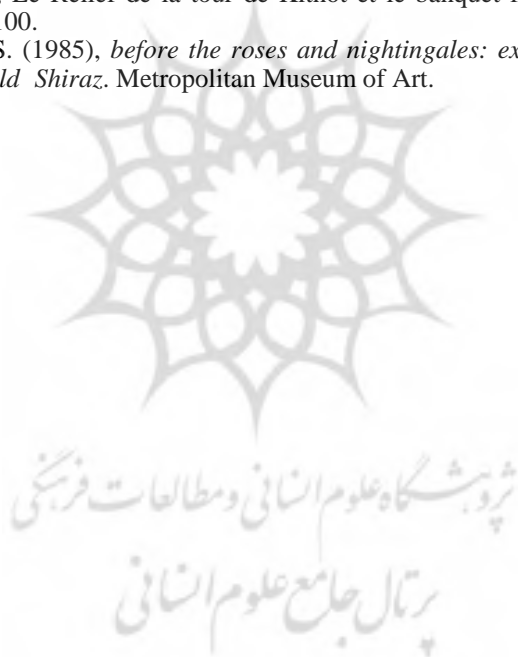 , Le Relief de la tour de Kithot et le banquet
100.
S. (1985), before the roses and nightingales: ex
ld Shiraz. Metropolitan Museum of Art.
پژوهشگاه علوم انسانی و مطالعات فرهنگی
پرتال جامع علوم انسانی